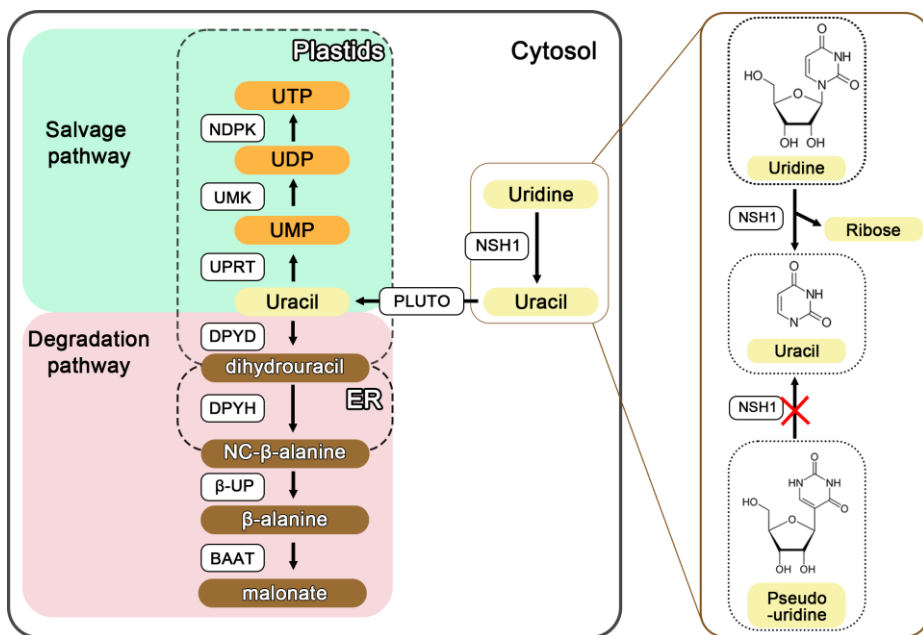 Plastids
Cytosol
Salvage
pathway
UTP
NDPK
UDP
UMK
UMP
UPRT
Uracil
PLUTO
Uridine
NSH1
Uracil
Degradation
pathway
DPYD
dihydrouracil
DPYH
ER
NC-β-alanine
β-UP
β-alanine
BAAT
malonate
O
NH
N
O
HO
O
OH
OH
Uridine
NSH1
Ribose
O
NH
N
O
Uracil
NSH1
O
HN
NH
O
HO
O
OH
OH
Pseudo
-uridine